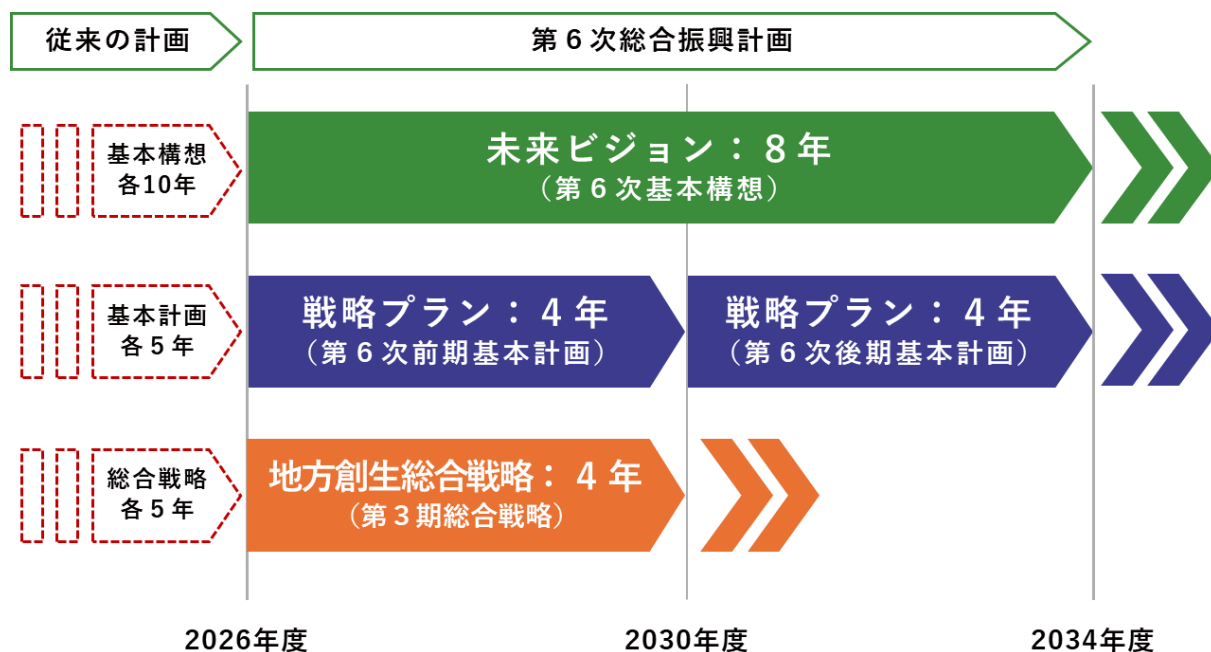 従来の計画
第６次総合振興計画
基本構想
各10年
未来ビジョン：８年
（第６次基本構想）
基本計画
各５年
戦略プラン：４年
（第６次前期基本計画）
戦略プラン：４年
（第６次後期基本計画）
総合戦略
各５年
地方創生総合戦略：４年
（第３期総合戦略）
2026年度
2030年度
2034年度